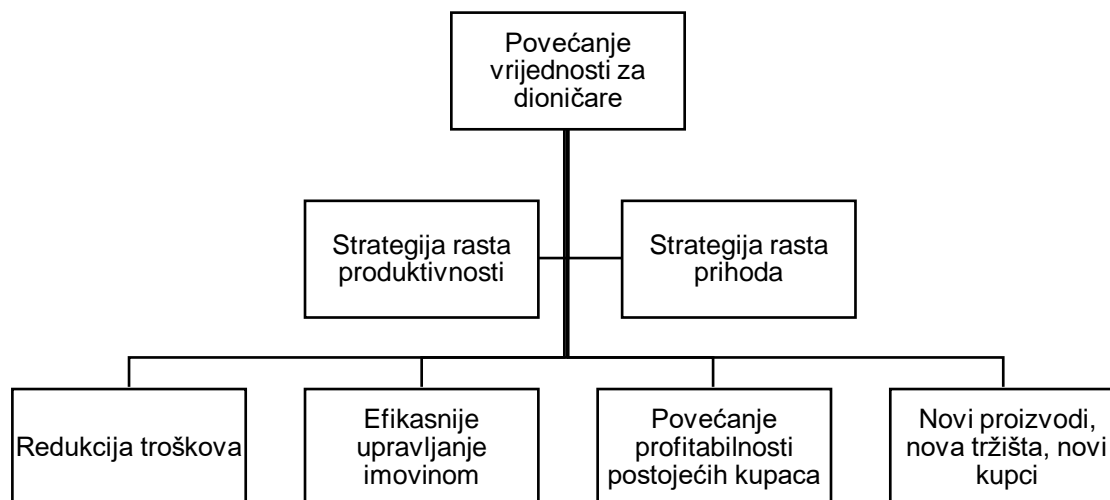 Povećanje
vrijednosti za
dioničare
Strategija rasta
produktivnosti
Strategija rasta
prihoda
Redukcija troškova
Efikasnije
upravljanje
imovinom
Povećanje
profitabilnosti
postojećih kupaca
Novi proizvodi,
nova tržišta, novi
kupci